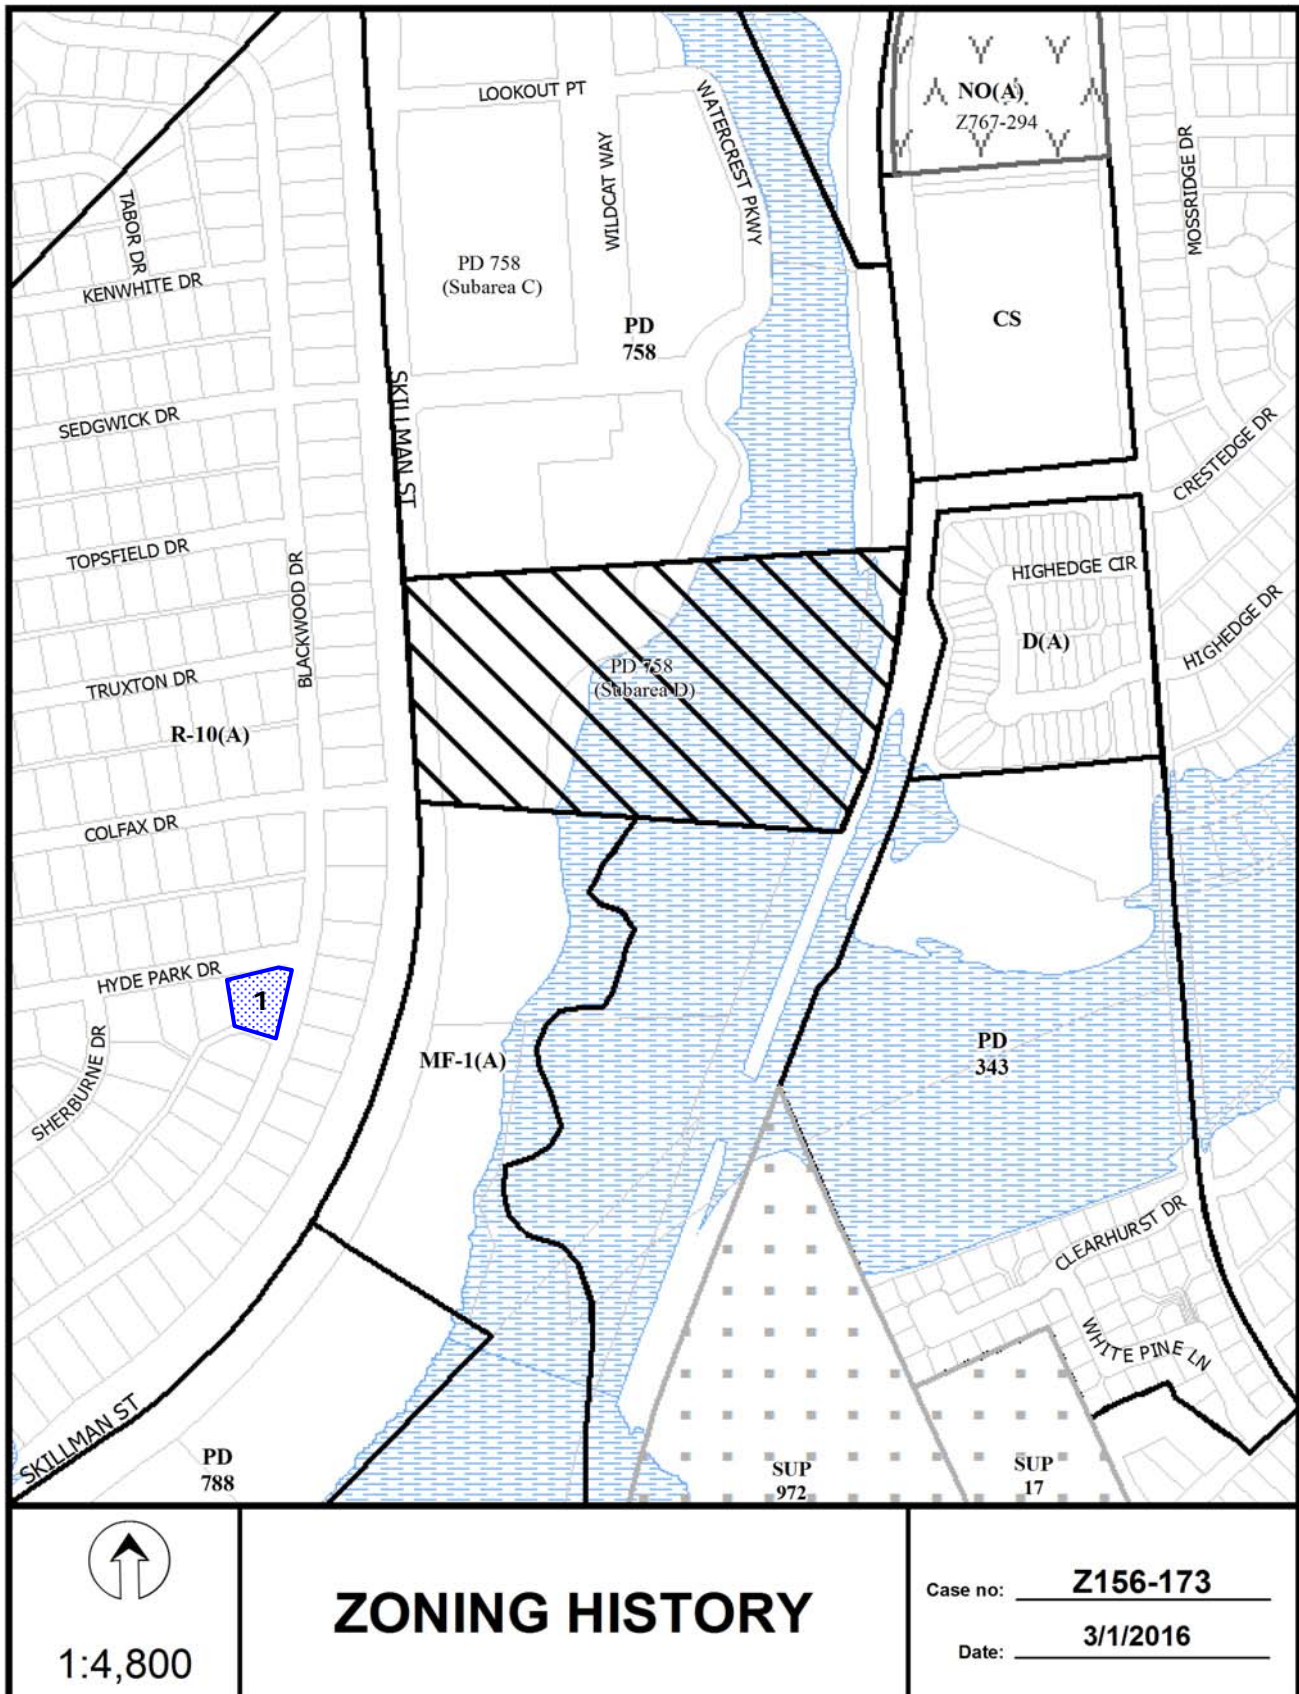 LOOKOUT PT
WATERCREST PKWY
WILDCAT WAY
NO(A)
Z767-294
MOSSRIDGE DR
TABOR DR
KENWHITE DR
PD 758
(Subarea C)
PD
758
CS
SKILLMAN ST
SEDGWICK DR
CRESTEDGE DR
TOPSFIELD DR
BLACKWOOD DR
HIGHEDGE CIR
HIGHEDGE DR
D(A)
PD 758
(Subarea D)
TRUXTON DR
R-10(A)
COLFAX DR
HYDE PARK DR
1
SHERBURNE DR
MF-1(A)
PD
343
CLEARHURST DR
WHITE PINE LN
SKILLMAN ST
PD
788
SUP
972
SUP
17
1:4,800
ZONING HISTORY
Case no: Z156-173
Date: 3/1/2016